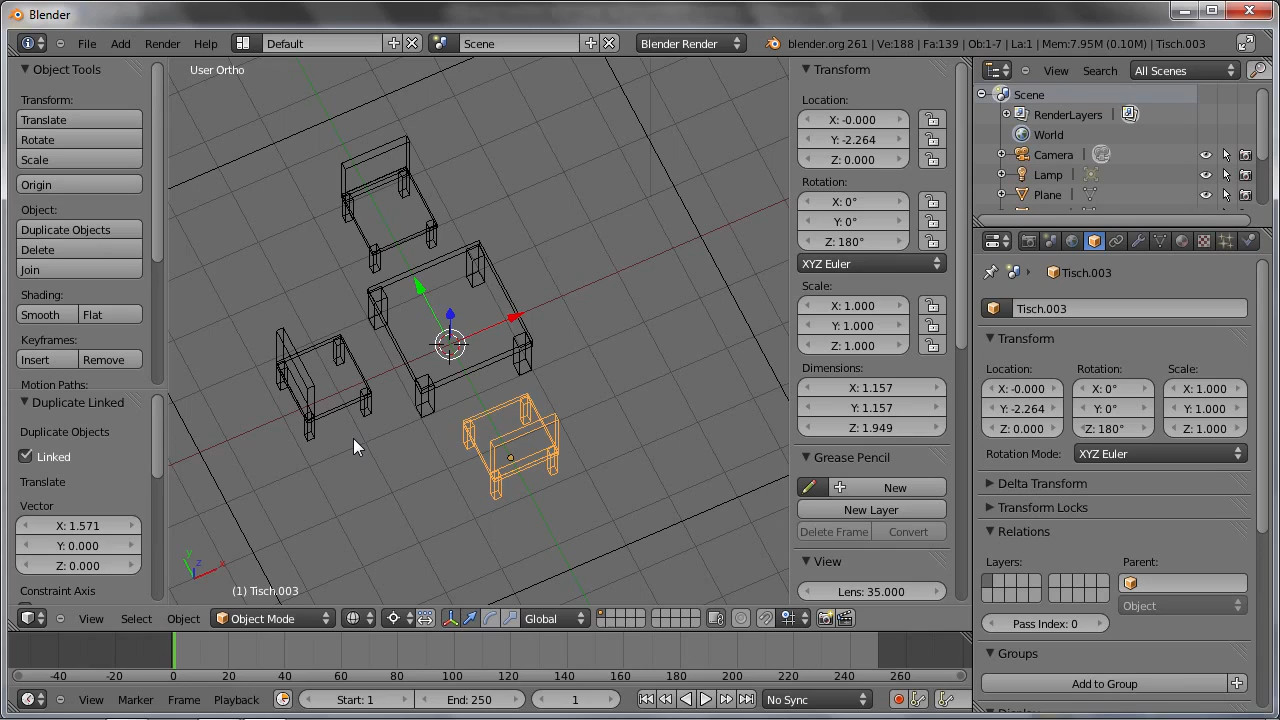 Blender
File Add Render Help Default Scene Blender Render blender.org 261 | Ve:188 | Fa:139 | Ob:1-7 | La:1 | Mem:7.95M (0.10M) | Tisch.003
Object Tools
Transform:
Translate
Rotate
Scale
Origin
Object:
Duplicate Objects
Delete
Join
Shading:
Smooth Flat
Keyframes:
Insert Remove
Motion Paths:
Duplicate Linked
Duplicate Objects
Linked
Translate
Vector
X: 1.571
Y: 0.000
Z: 0.000
Constraint Axis
User Ortho
y
z
x
(1) Tisch.003
View Select Object Object Mode Global
Transform
Location:
X: -0.000
Y: -2.264
Z: 0.000
Rotation:
X: 0°
Y: 0°
Z: 180°
XYZ Euler
Scale:
X: 1.000
Y: 1.000
Z: 1.000
Dimensions:
X: 1.157
Y: 1.157
Z: 1.949
Grease Pencil
New
New Layer
Delete Frame Convert
View
Lens: 35.000
View Search All Scenes
Scene
RenderLayers
World
Camera
Lamp
Plane
Tisch.003
Tisch.003
Transform
Location: Rotation: Scale:
X: -0.000 X: 0° X: 1.000
Y: -2.264 Y: 0° Y: 1.000
Z: 0.000 Z: 180° Z: 1.000
Rotation Mode: XYZ Euler
Delta Transform
Transform Locks
Relations
Layers: Parent:
Object
Pass Index: 0
Groups
Add to Group
-40 -20 0 20 40 60 80 100 120 140 160 180 200 220 240 260
View Marker Frame Playback Start: 1 End: 250 1 No Sync